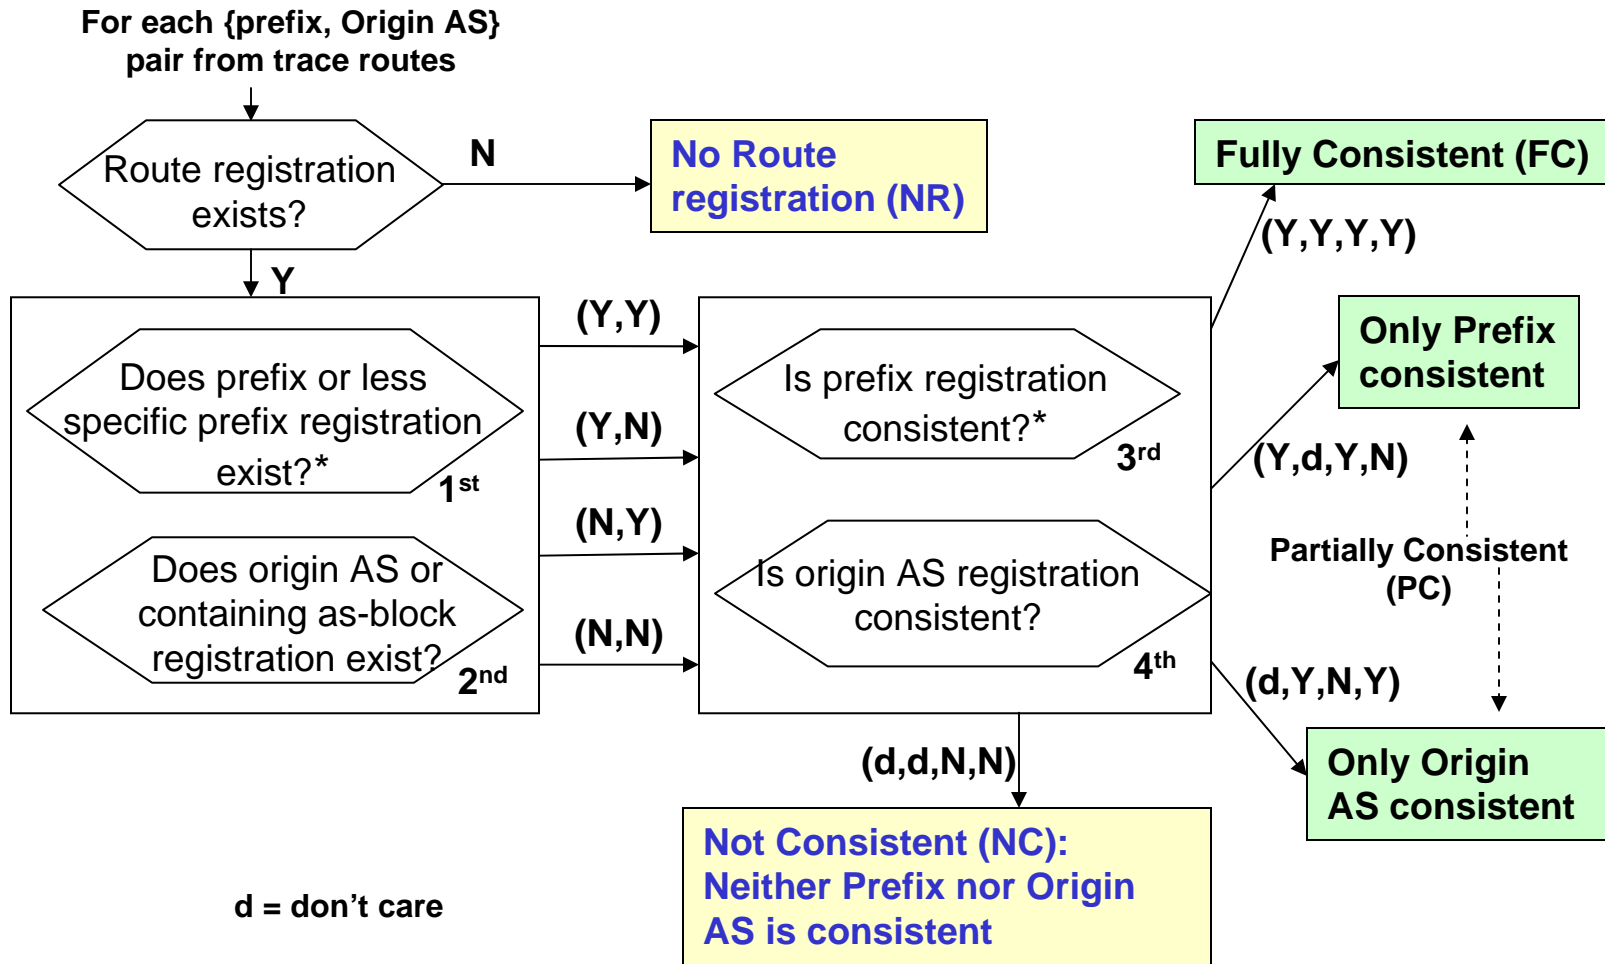 For each {prefix, Origin AS}
pair from trace routes
Route registration
exists?
N
No Route
registration (NR)
Fully Consistent (FC)
(Y,Y,Y,Y)
Y
Does prefix or less
specific prefix registration
exist?*
1st
Does origin AS or
containing as-block
registration exist?
2nd
(Y,Y)
(Y,N)
(N,Y)
(N,N)
Is prefix registration
consistent?*
3rd
Is origin AS registration
consistent?
4th
Only Prefix
consistent
(Y,d,Y,N)
Partially Consistent
(PC)
(d,Y,N,Y)
Only Origin
AS consistent
(d,d,N,N)
Not Consistent (NC):
Neither Prefix nor Origin
AS is consistent
d = don’t care